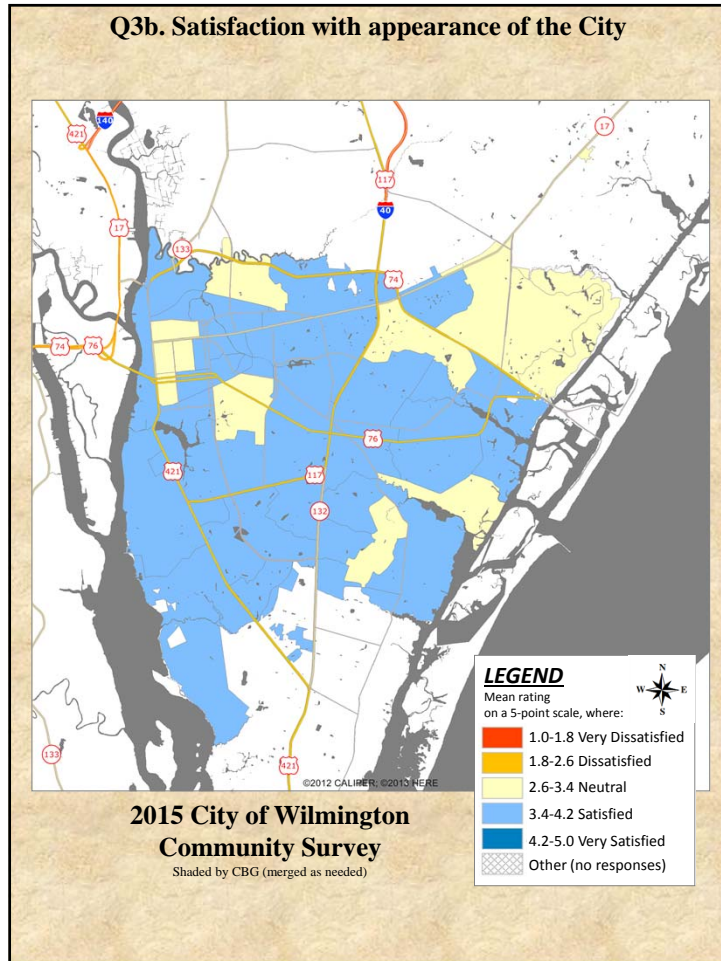 Q3b. Satisfaction with appearance of the City
140
421
17
117
40
17
133
74
74
76
76
421
117
132
133
421
LEGEND
Mean rating
on a 5-point scale, where:
N
W E
S
1.0-1.8 Very Dissatisfied
1.8-2.6 Dissatisfied
2.6-3.4 Neutral
3.4-4.2 Satisfied
4.2-5.0 Very Satisfied
Other (no responses)
©2012 CALIPER; ©2013 HERE
2015 City of Wilmington
Community Survey
Shaded by CBG (merged as needed)